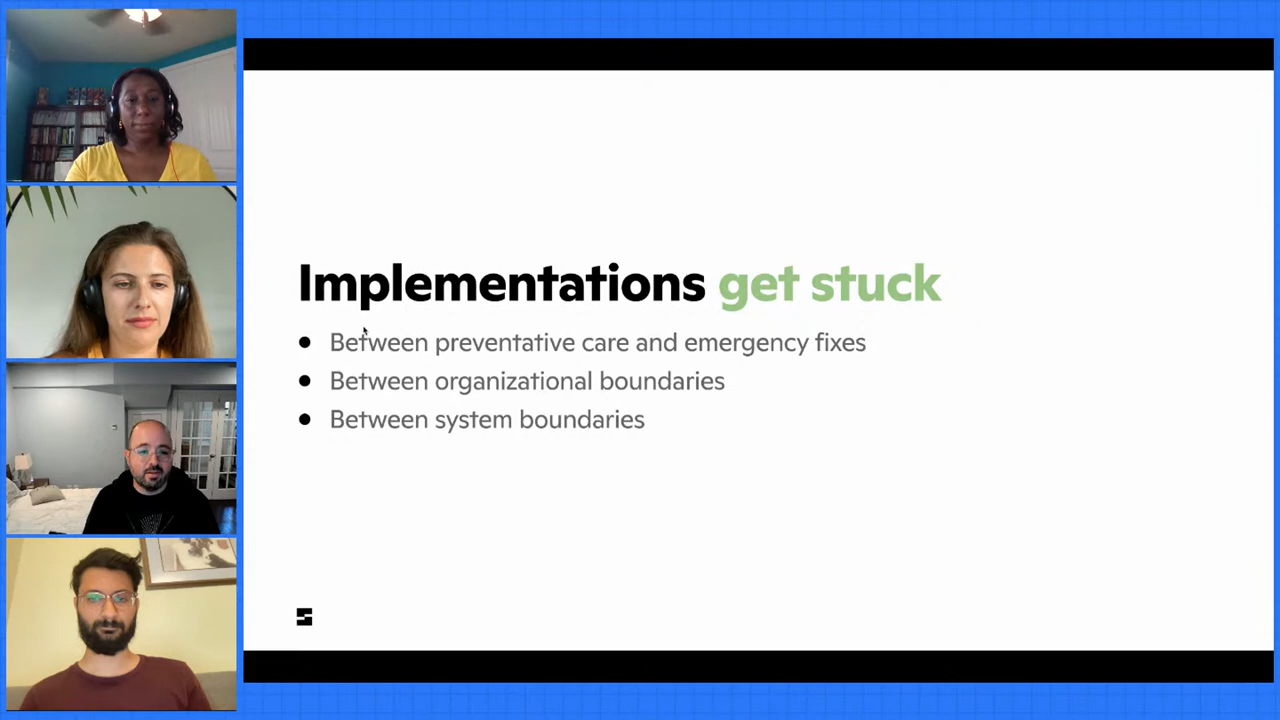 Implementations get stuck
Between preventative care and emergency fixes
Between organizational boundaries
Between system boundaries